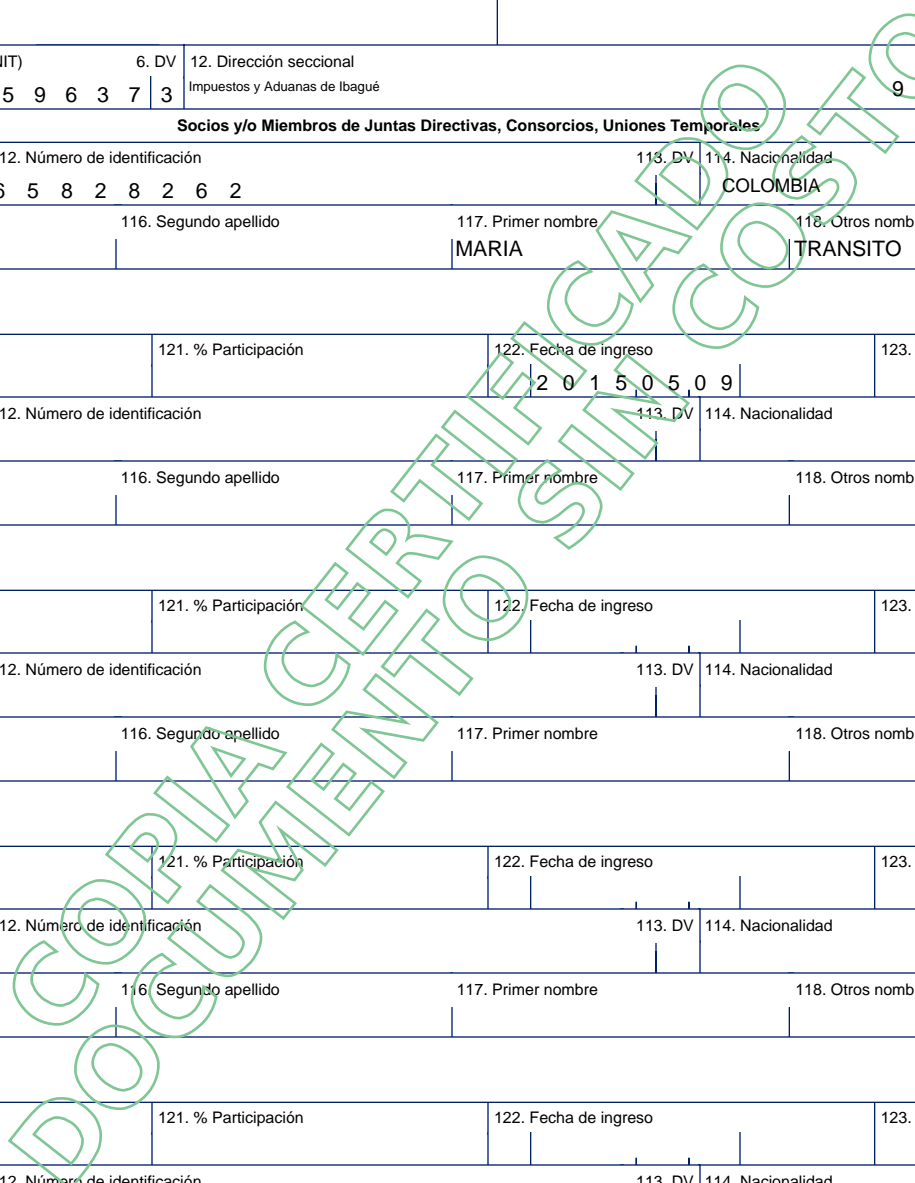 NIT) 6. DV 12. Dirección seccional
5 9 6 3 7 3 Impuestos y Aduanas de Ibagué 9
Socios y/o Miembros de Juntas Directivas, Consorcios, Uniones Temporales
12. Número de identificación 113. DV 114. Nacionalidad
6 5 8 2 8 2 6 2 COLOMBIA
116. Segundo apellido 117. Primer nombre 118. Otros nomb
MARIA TRANSITO
121. % Participación 122. Fecha de ingreso 123.
2 0 1 5 0 5 0 9
12. Número de identificación 113. DV 114. Nacionalidad
116. Segundo apellido 117. Primer nombre 118. Otros nomb
121. % Participación 122. Fecha de ingreso 123.
12. Número de identificación 113. DV 114. Nacionalidad
116. Segundo apellido 117. Primer nombre 118. Otros nomb
121. % Participación 122. Fecha de ingreso 123.
12. Número de identificación 113. DV 114. Nacionalidad
116. Segundo apellido 117. Primer nombre 118. Otros nomb
121. % Participación 122. Fecha de ingreso 123.
12. Número de identificación 113. DV 114. Nacionalidad
COPIA CERTIFICADO
DOCUMENTO SIN COSTO